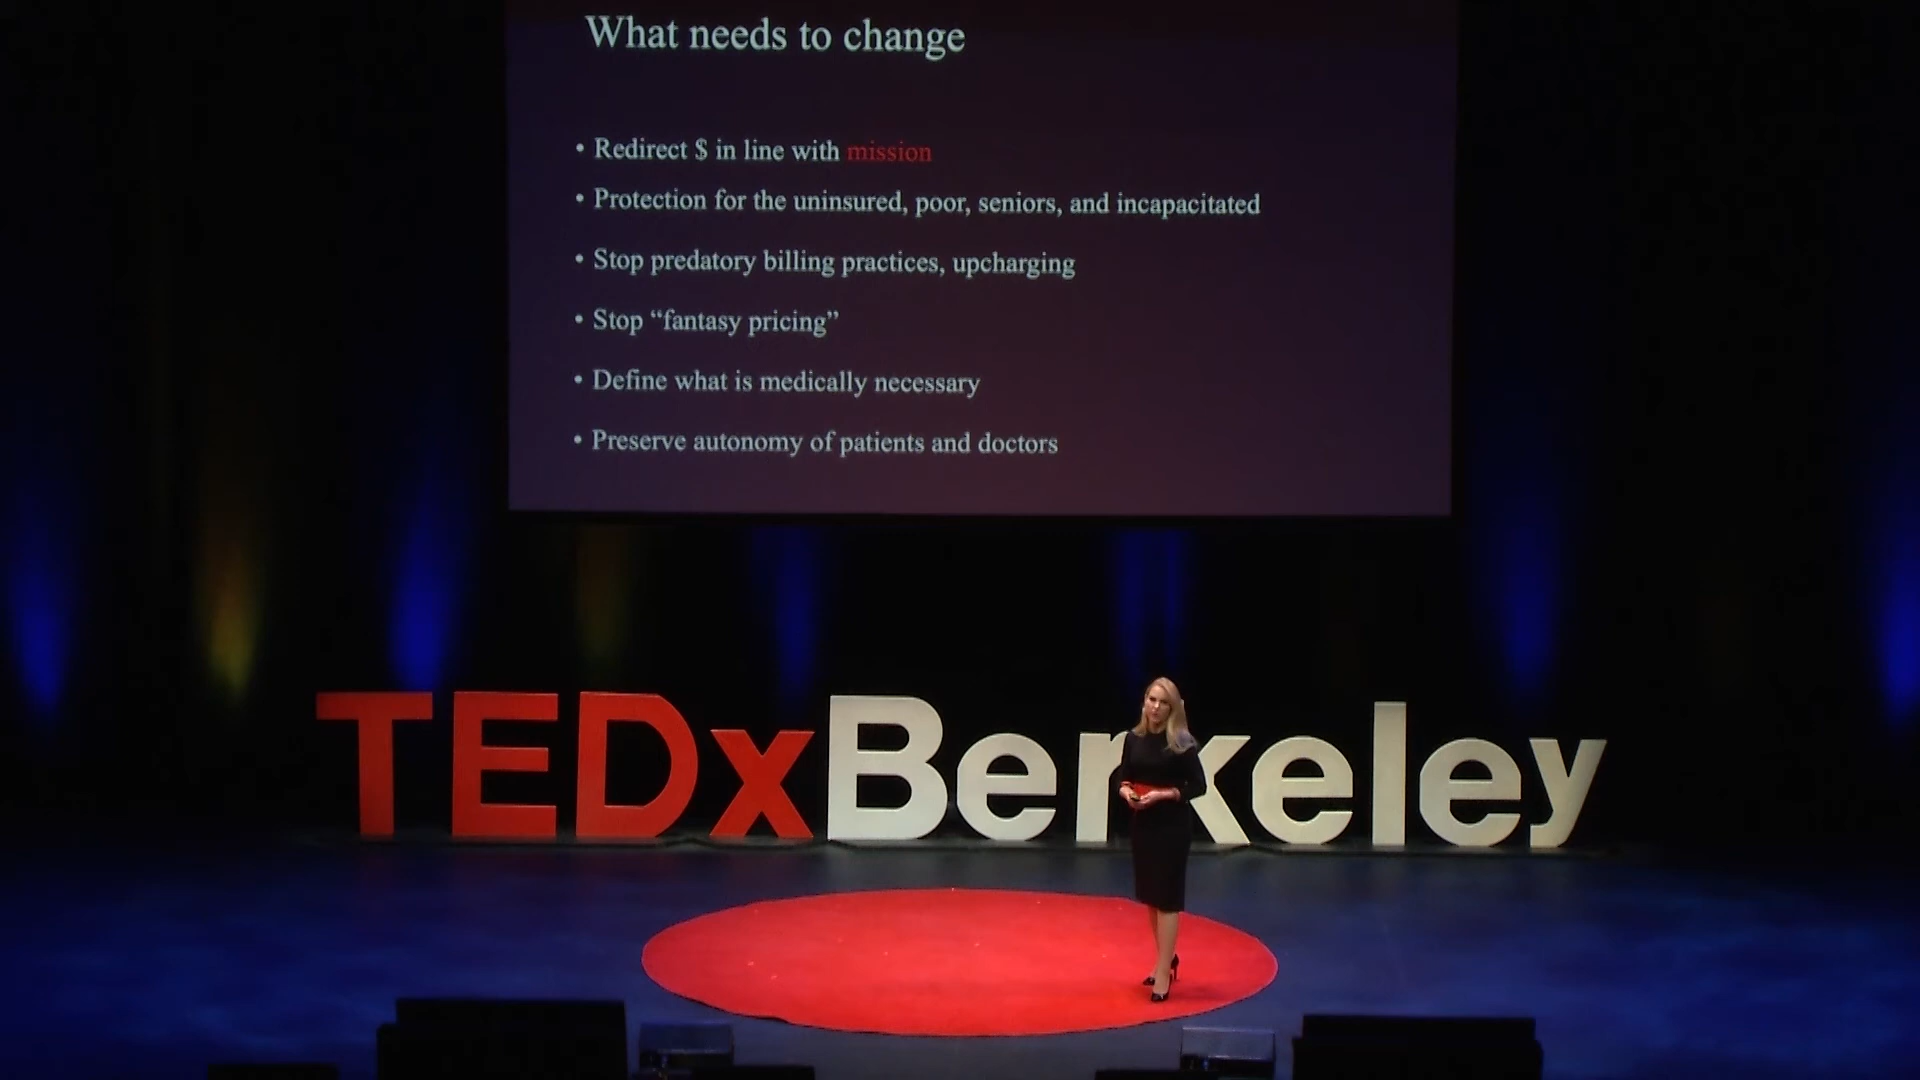 What needs to change
• Redirect $ in line with mission
• Protection for the uninsured, poor, seniors, and incapacitated
• Stop predatory billing practices, upcharging
• Stop “fantasy pricing”
• Define what is medically necessary
• Preserve autonomy of patients and doctors
TEDxBerkeley